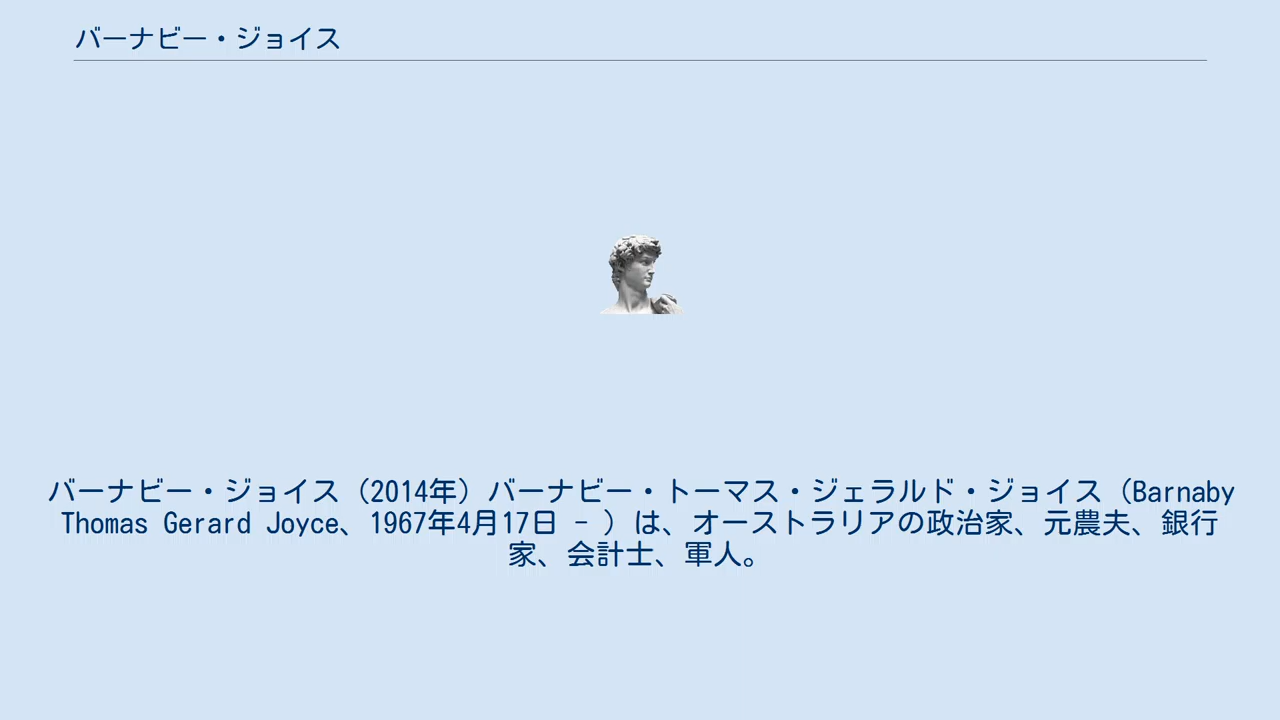 バーナビー・ジョイス
バーナビー・ジョイス（2014年）バーナビー・トーマス・ジェラルド・ジョイス（Barnaby
Thomas Gerard Joyce、1967年4月17日 - ）は、オーストラリアの政治家、元農夫、銀行
家、会計士、軍人。